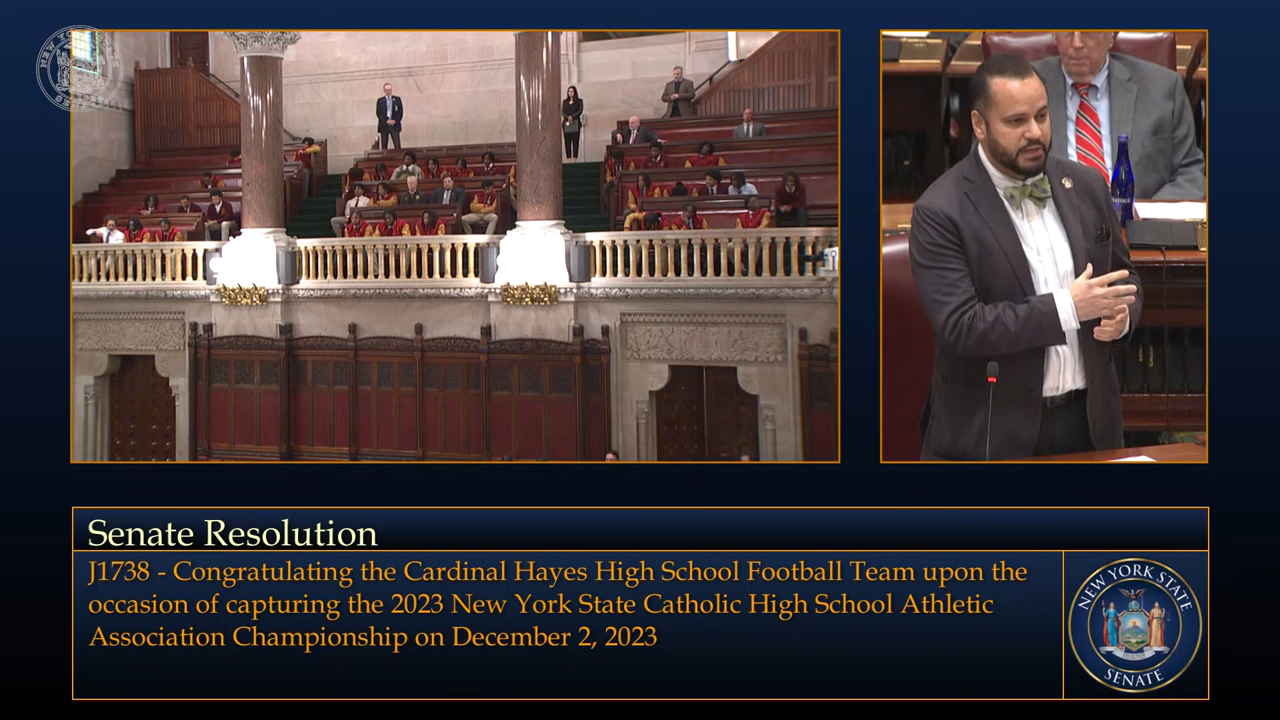 Senate Resolution
J1738 - Congratulating the Cardinal Hayes High School Football Team upon the
occasion of capturing the 2023 New York State Catholic High School Athletic
Association Championship on December 2, 2023
NEW YORK STATE
SENATE